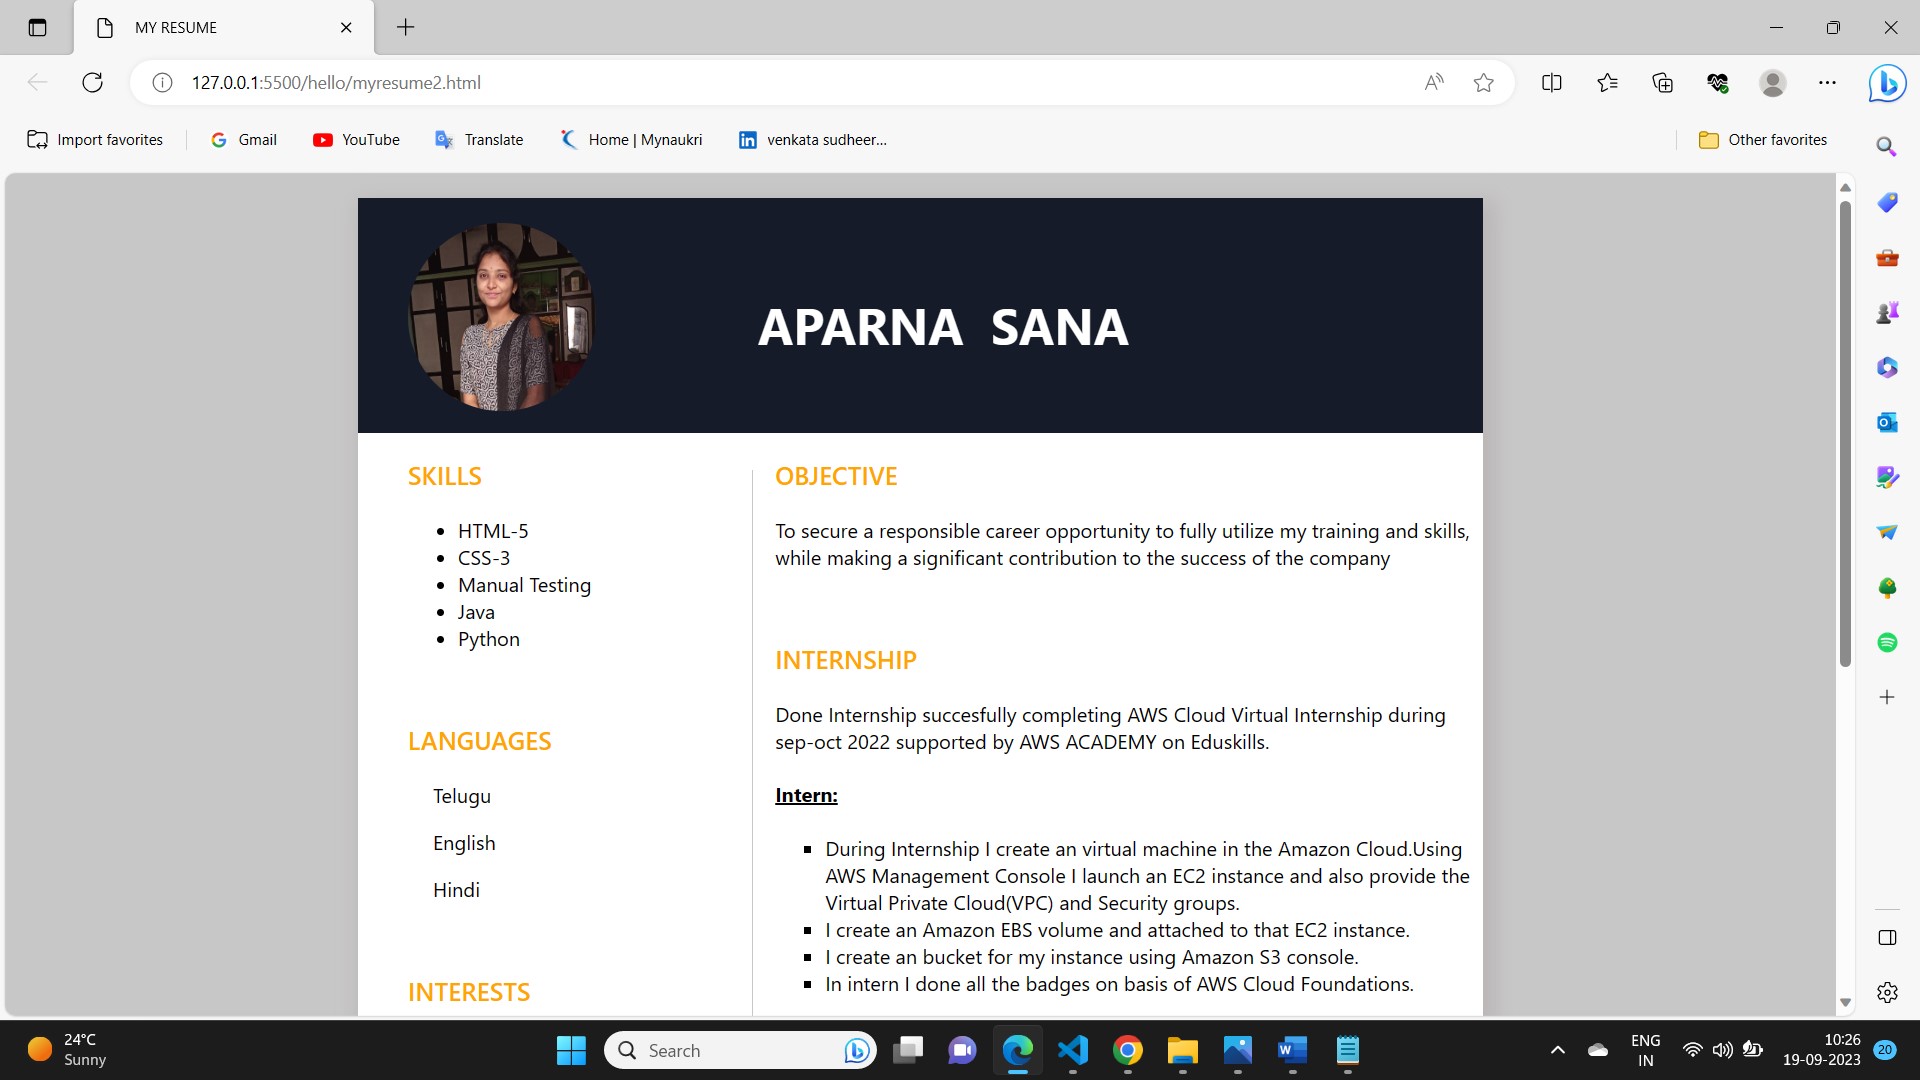 MY RESUME
127.0.0.1:5500/hello/myresume2.html
Import favorites
Gmail
YouTube
Translate
Home | Mynaukri
venkata sudheer...
Other favorites
APARNA SANA
SKILLS
HTML-5
CSS-3
Manual Testing
Java
Python
LANGUAGES
Telugu
English
Hindi
INTERESTS
OBJECTIVE
To secure a responsible career opportunity to fully utilize my training and skills,
while making a significant contribution to the success of the company
INTERNSHIP
Done Internship succesfully completing AWS Cloud Virtual Internship during
sep-oct 2022 supported by AWS ACADEMY on Eduskills.
Intern:
During Internship I create an virtual machine in the Amazon Cloud.Using
AWS Management Console I launch an EC2 instance and also provide the
Virtual Private Cloud(VPC) and Security groups.
I create an Amazon EBS volume and attached to that EC2 instance.
I create an bucket for my instance using Amazon S3 console.
In intern I done all the badges on basis of AWS Cloud Foundations.
24°C
Sunny
Search
ENG
IN
10:26
19-09-2023
20